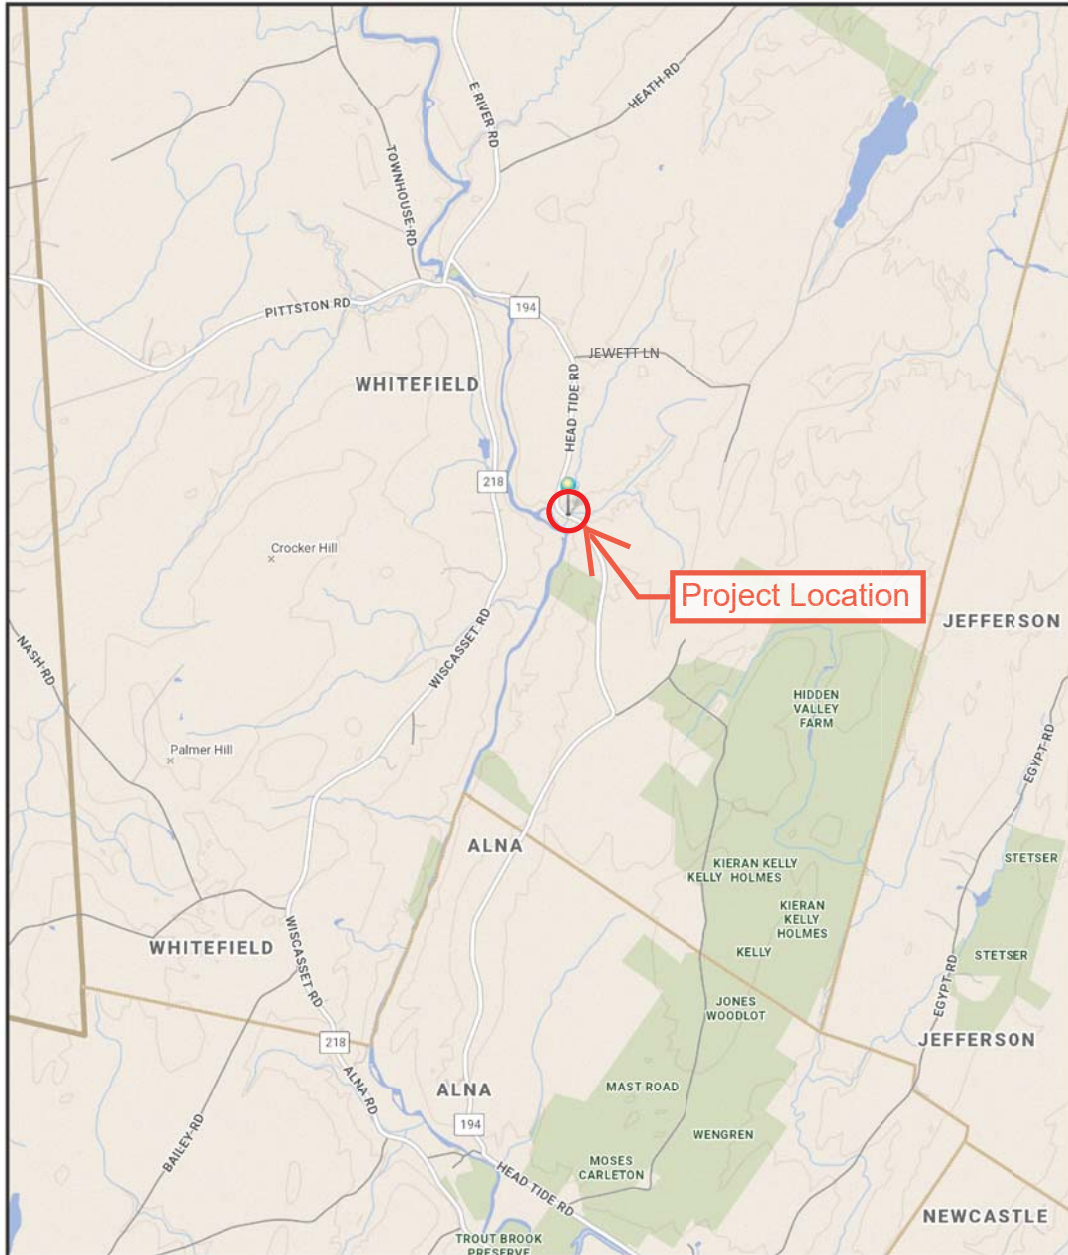 E RIVER RD
HEATH RD
TOWNHOUSE RD
PITTSTON RD
194
JEWETT LN
WHITEFIELD
HEAD TIDE RD
218
Crocker Hill
Project Location
JEFFERSON
WISCASSET RD
NASH RD
HIDDEN
VALLEY
FARM
Palmer Hill
EGYPT RD
ALNA
STETSER
KIERAN KELLY
KELLY HOLMES
KIERAN
KELLY
HOLMES
WHITEFIELD
WISCASSET RD
KELLY
STETSER
EGYPT RD
JONES
WOODLOT
218
JEFFERSON
ALNA RD
ALNA
MAST ROAD
194
BAILEY RD
WENGREN
MOSES
CARLETON
HEAD TIDE RD
NEWCASTLE
TROUT BROOK
PRESERVE